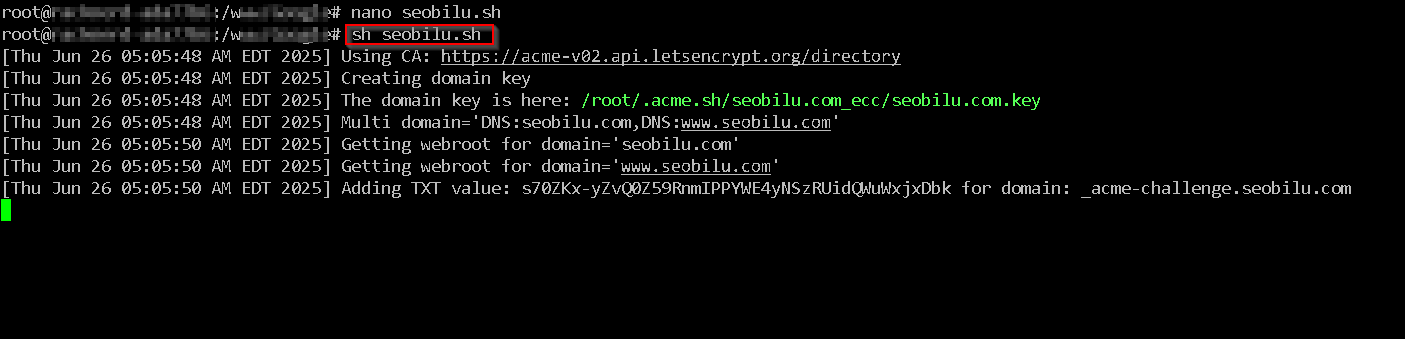 root@:/w# nano seobilu.sh
root@:/w# sh seobilu.sh
[Thu Jun 26 05:05:48 AM EDT 2025] Using CA: https://acme-v02.api.letsencrypt.org/directory
[Thu Jun 26 05:05:48 AM EDT 2025] Creating domain key
[Thu Jun 26 05:05:48 AM EDT 2025] The domain key is here: /root/.acme.sh/seobilu.com_ecc/seobilu.com.key
[Thu Jun 26 05:05:48 AM EDT 2025] Multi domain='DNS:seobilu.com,DNS:www.seobilu.com'
[Thu Jun 26 05:05:50 AM EDT 2025] Getting webroot for domain='seobilu.com'
[Thu Jun 26 05:05:50 AM EDT 2025] Getting webroot for domain='www.seobilu.com'
[Thu Jun 26 05:05:50 AM EDT 2025] Adding TXT value: s70ZKx-yZvQ0Z59RnmIPPYWE4yNSzRUidQWuWxjxDbk for domain: _acme-challenge.seobilu.com